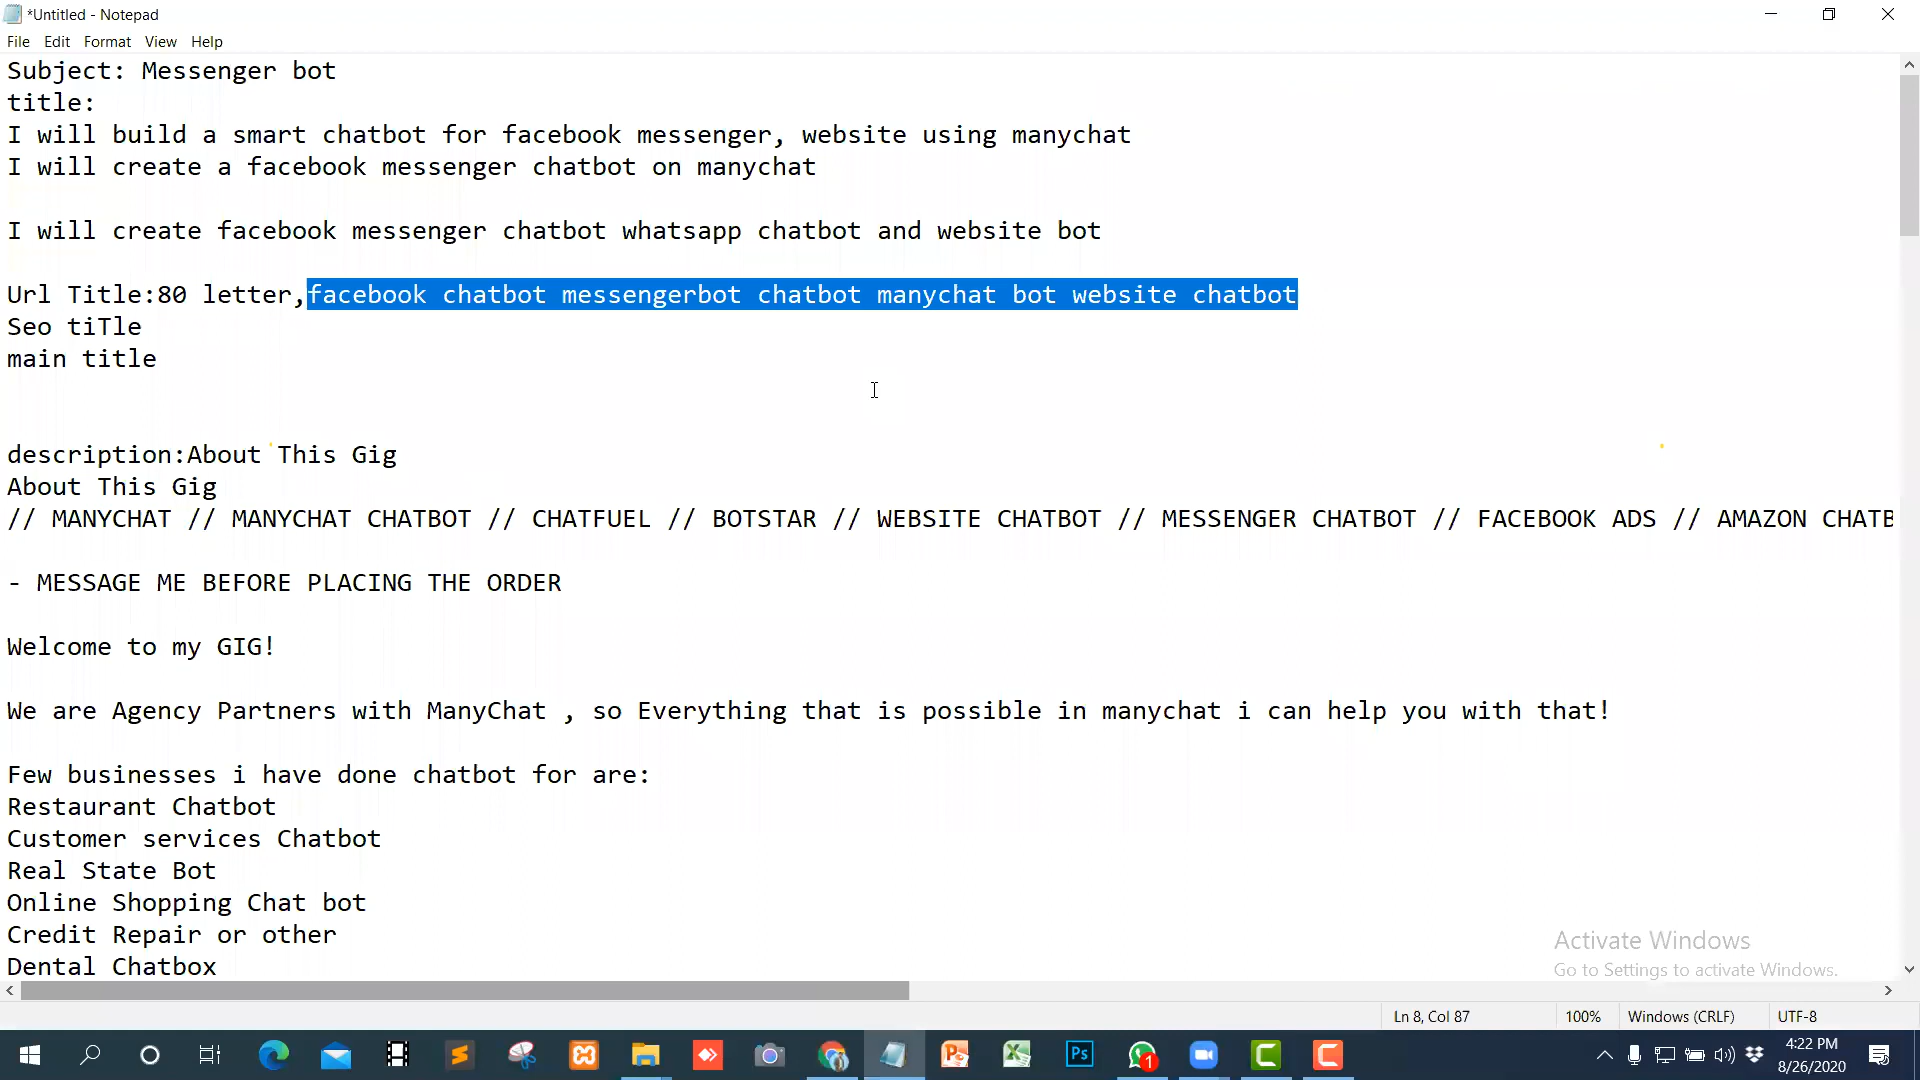 *Untitled - Notepad
File Edit Format View Help
Subject: Messenger bot
title:
I will build a smart chatbot for facebook messenger, website using manychat
I will create a facebook messenger chatbot on manychat
I will create facebook messenger chatbot whatsapp chatbot and website bot
Url Title:80 letter,facebook chatbot messengerbot chatbot manychat bot website chatbot
Seo tiTle
main title
description:About This Gig
About This Gig
// MANYCHAT // MANYCHAT CHATBOT // CHATFUEL // BOTSTAR // WEBSITE CHATBOT // MESSENGER CHATBOT // FACEBOOK ADS // AMAZON CHATB
- MESSAGE ME BEFORE PLACING THE ORDER
Welcome to my GIG!
We are Agency Partners with ManyChat , so Everything that is possible in manychat i can help you with that!
Few businesses i have done chatbot for are:
Restaurant Chatbot
Customer services Chatbot
Real State Bot
Online Shopping Chat bot
Credit Repair or other
Dental Chatbox
Activate Windows
Go to Settings to activate Windows.
Ln 8, Col 87 100% Windows (CRLF) UTF-8
Ps
1
4:22 PM
8/26/2020